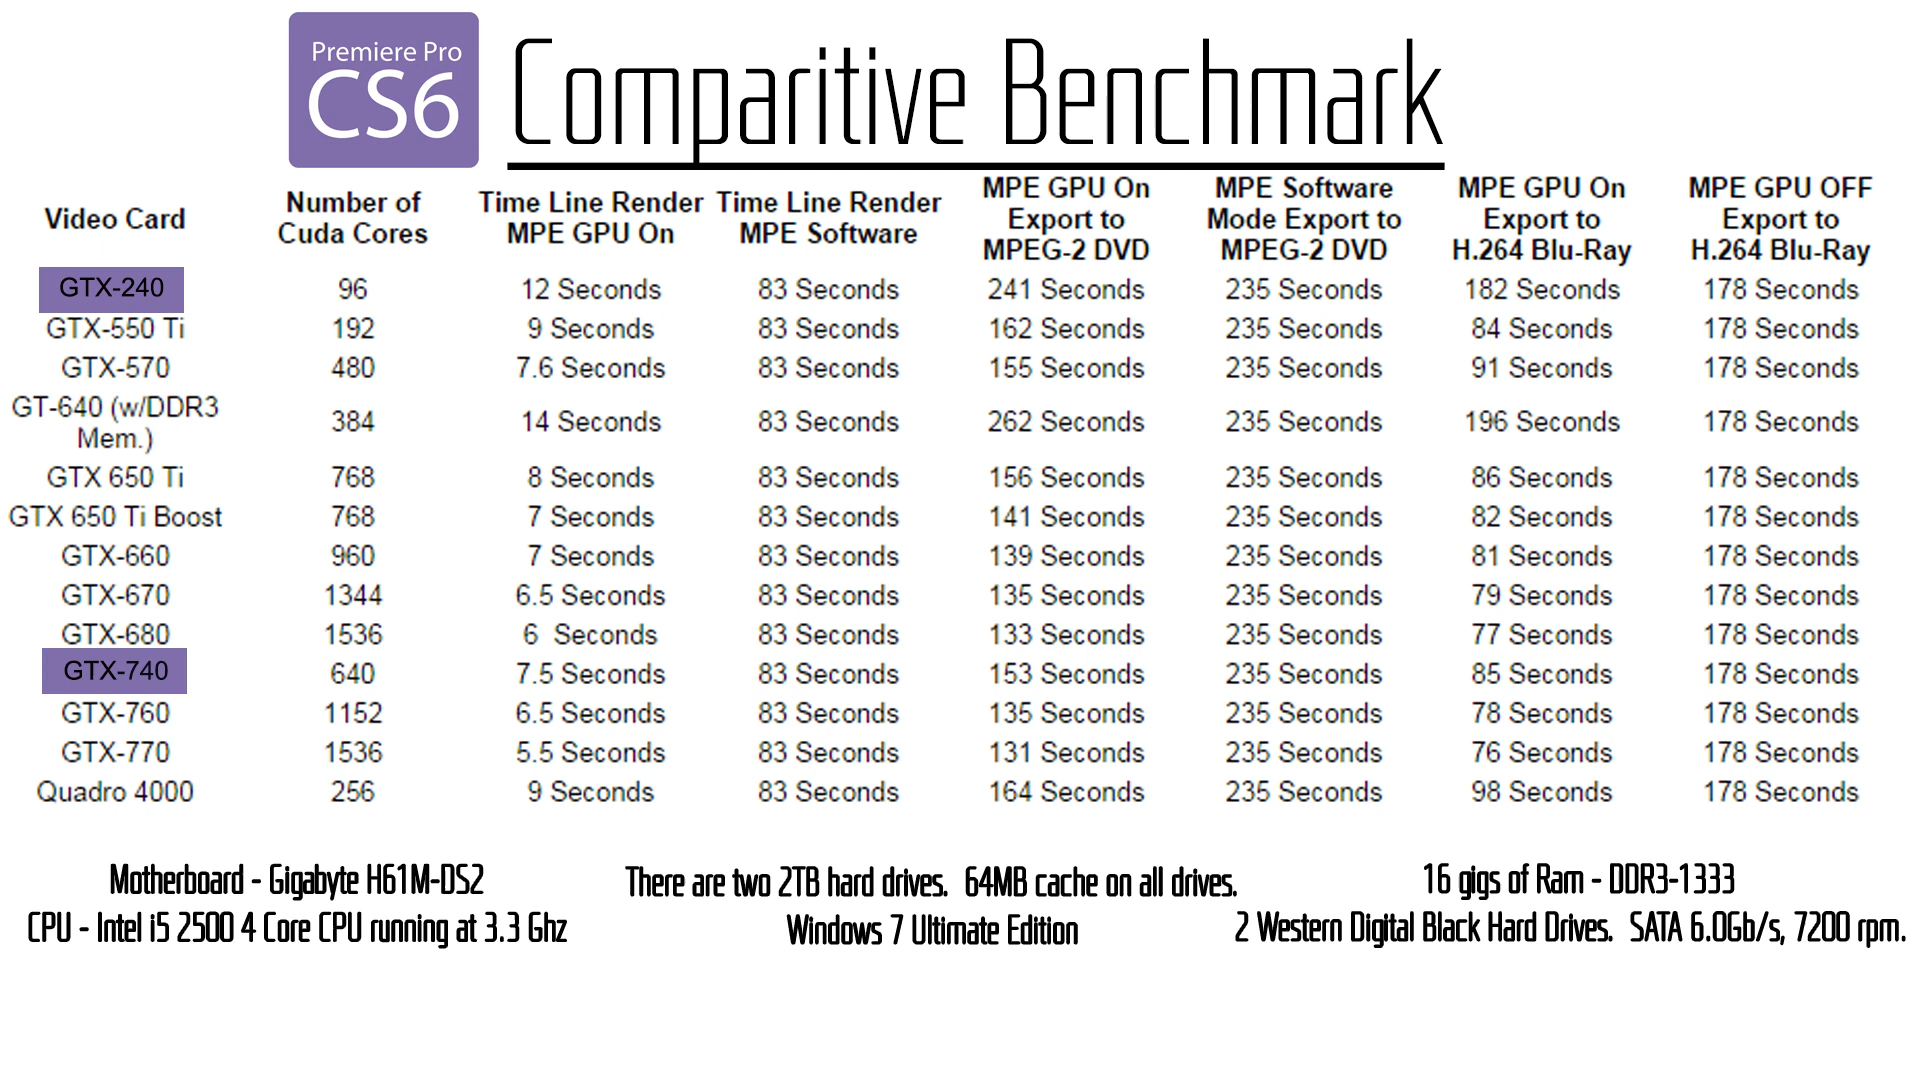 Premiere Pro
CS6
Comparitive Benchmark
Video Card Number of Cuda Cores Time Line Render MPE GPU On Time Line Render MPE Software MPE GPU On Export to MPEG-2 DVD MPE Software Mode Export to MPEG-2 DVD MPE GPU On Export to H.264 Blu-Ray MPE GPU OFF Export to H.264 Blu-Ray
GTX-240 96 12 Seconds 83 Seconds 241 Seconds 235 Seconds 182 Seconds 178 Seconds
GTX-550 Ti 192 9 Seconds 83 Seconds 162 Seconds 235 Seconds 84 Seconds 178 Seconds
GTX-570 480 7.6 Seconds 83 Seconds 155 Seconds 235 Seconds 91 Seconds 178 Seconds
GT-640 (w/DDR3 Mem.) 384 14 Seconds 83 Seconds 262 Seconds 235 Seconds 196 Seconds 178 Seconds
GTX 650 Ti 768 8 Seconds 83 Seconds 156 Seconds 235 Seconds 86 Seconds 178 Seconds
GTX 650 Ti Boost 768 7 Seconds 83 Seconds 141 Seconds 235 Seconds 82 Seconds 178 Seconds
GTX-660 960 7 Seconds 83 Seconds 139 Seconds 235 Seconds 81 Seconds 178 Seconds
GTX-670 1344 6.5 Seconds 83 Seconds 135 Seconds 235 Seconds 79 Seconds 178 Seconds
GTX-680 1536 6 Seconds 83 Seconds 133 Seconds 235 Seconds 77 Seconds 178 Seconds
GTX-740 640 7.5 Seconds 83 Seconds 153 Seconds 235 Seconds 85 Seconds 178 Seconds
GTX-760 1152 6.5 Seconds 83 Seconds 135 Seconds 235 Seconds 78 Seconds 178 Seconds
GTX-770 1536 5.5 Seconds 83 Seconds 131 Seconds 235 Seconds 76 Seconds 178 Seconds
Quadro 4000 256 9 Seconds 83 Seconds 164 Seconds 235 Seconds 98 Seconds 178 Seconds
Motherboard - Gigabyte H61M-DS2
CPU - Intel i5 2500 4 Core CPU running at 3.3 Ghz
There are two 2TB hard drives. 64MB cache on all drives.
Windows 7 Ultimate Edition
16 gigs of Ram - DDR3-1333
2 Western Digital Black Hard Drives. SATA 6.0Gb/s, 7200 rpm.